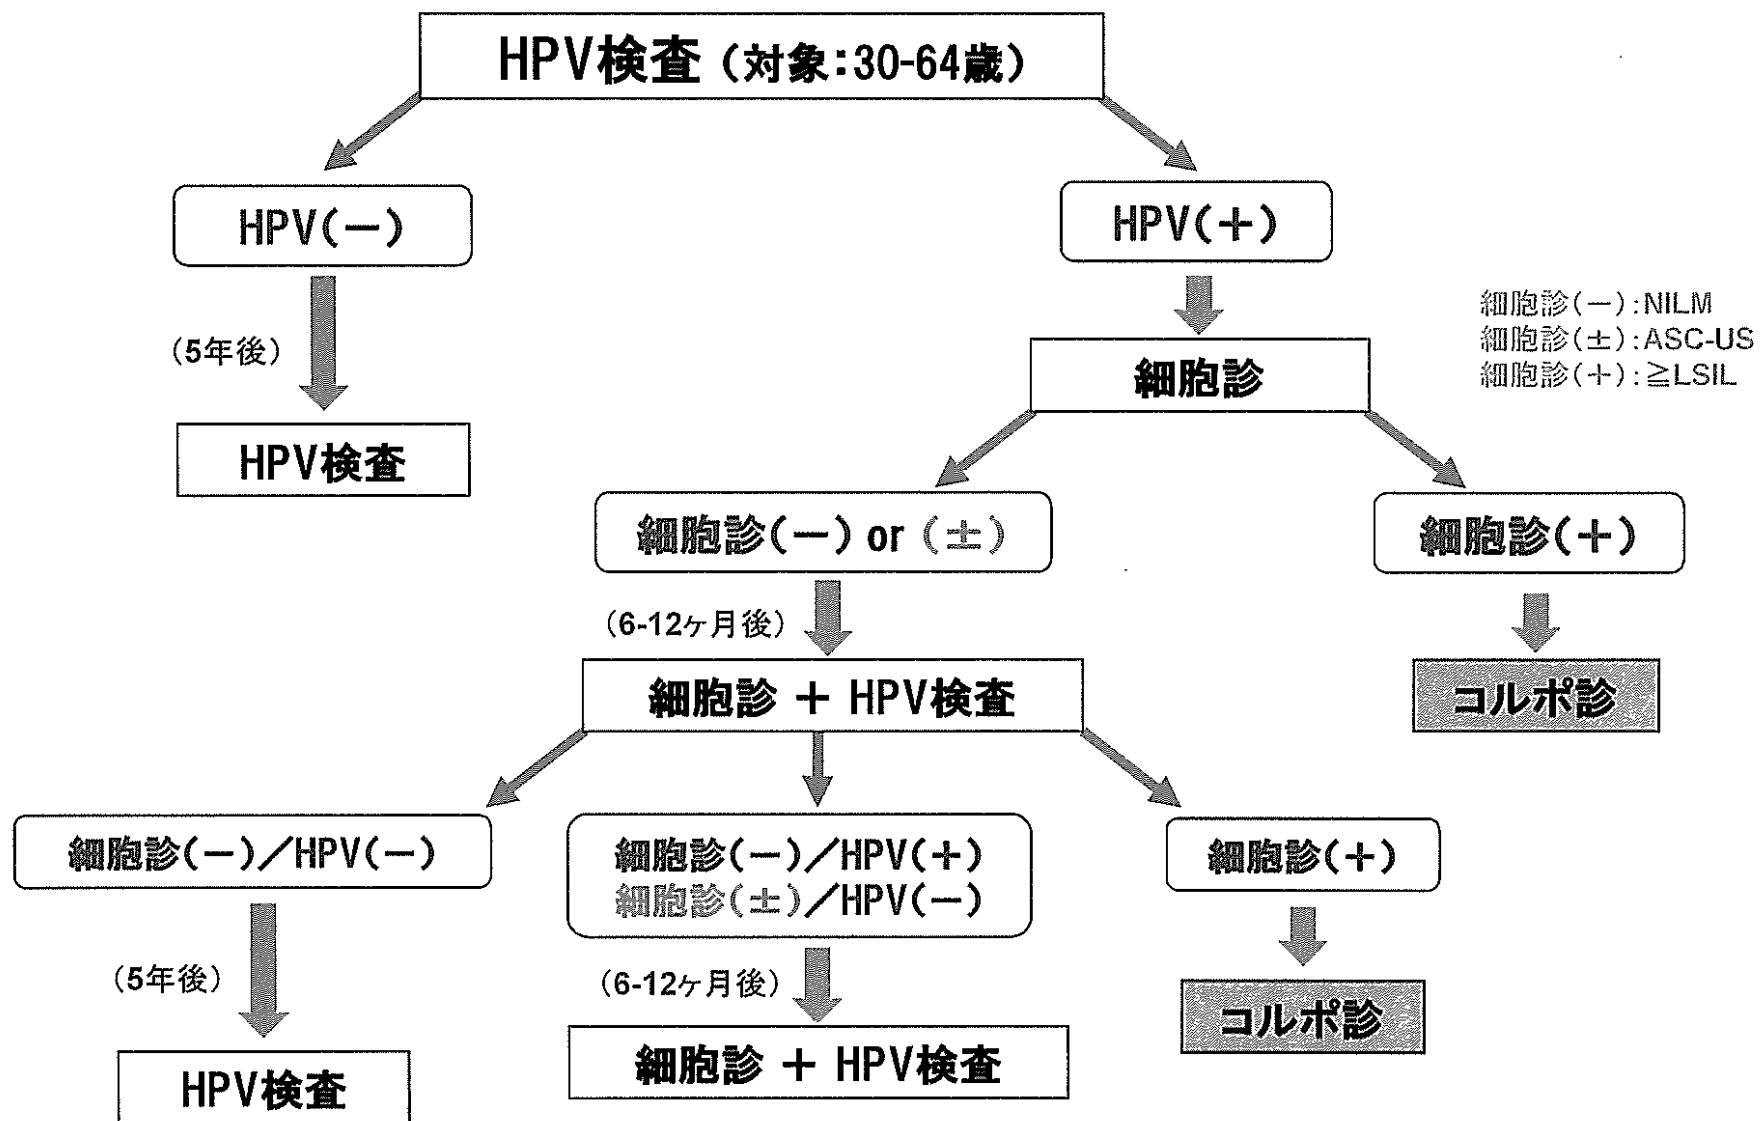 HPV検査（対象：30-64歳）
HPV(－)
HPV(＋)
（5年後）
HPV検査
細胞診
細胞診(－):NILM
細胞診(±):ASC-US
細胞診(＋):≧LSIL
細胞診(－) or (±)
細胞診(＋)
（6-12ヶ月後）
細胞診 ＋ HPV検査
コルポ診
細胞診(－)／HPV(－)
細胞診(－)／HPV(＋)
細胞診(±)／HPV(－)
細胞診(＋)
（5年後）
（6-12ヶ月後）
コルポ診
HPV検査
細胞診 ＋ HPV検査